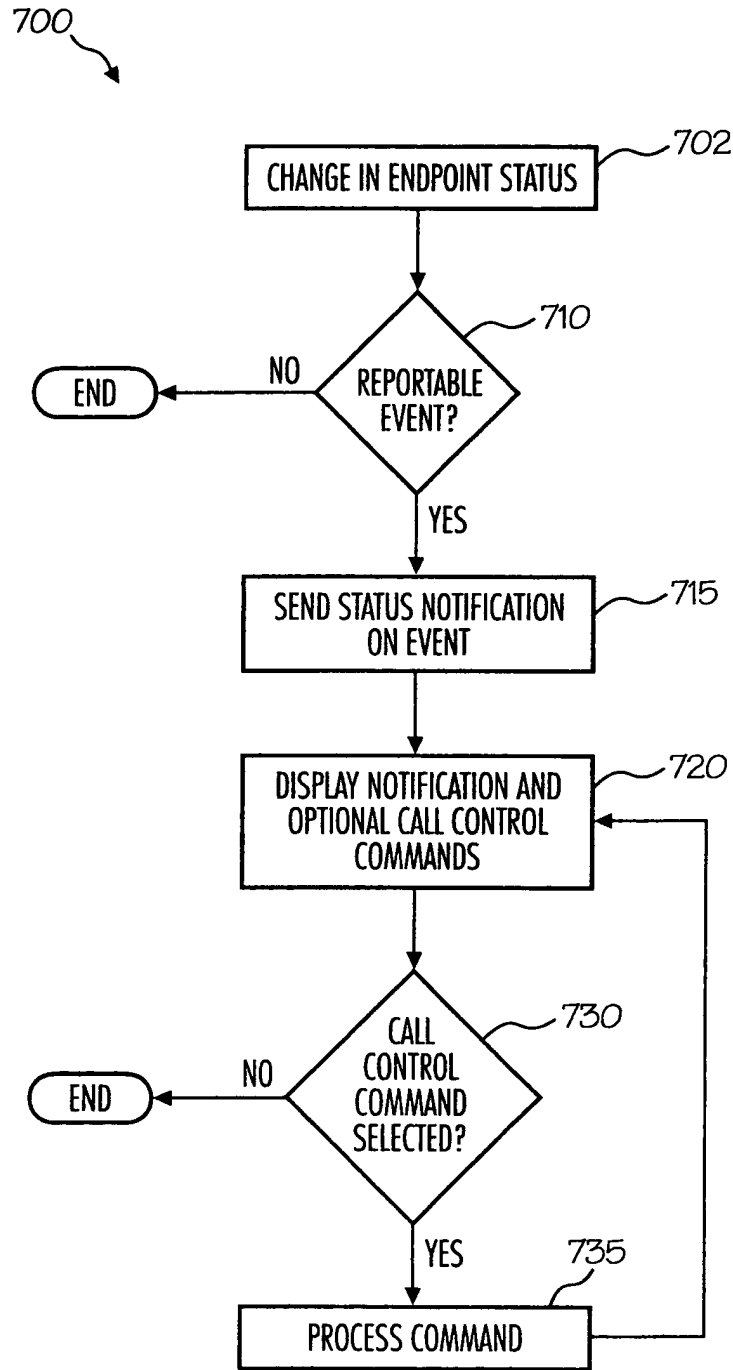 700
CHANGE IN ENDPOINT STATUS
702
REPORTABLE
EVENT?
710
NO
END
YES
SEND STATUS NOTIFICATION
ON EVENT
715
DISPLAY NOTIFICATION AND
OPTIONAL CALL CONTROL
COMMANDS
720
CALL
CONTROL
COMMAND
SELECTED?
730
NO
END
YES
735
PROCESS COMMAND